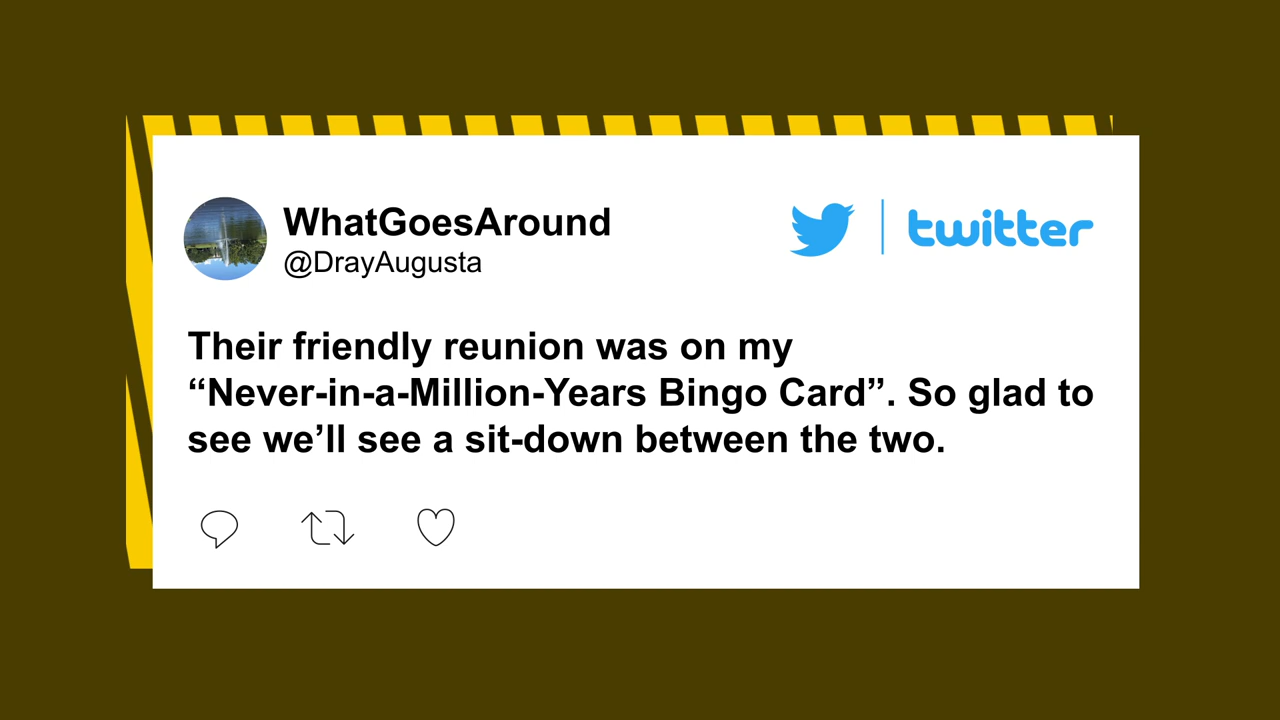 WhatGoesAround
@DrayAugusta
twitter
Their friendly reunion was on my
“Never-in-a-Million-Years Bingo Card”. So glad to
see we’ll see a sit-down between the two.